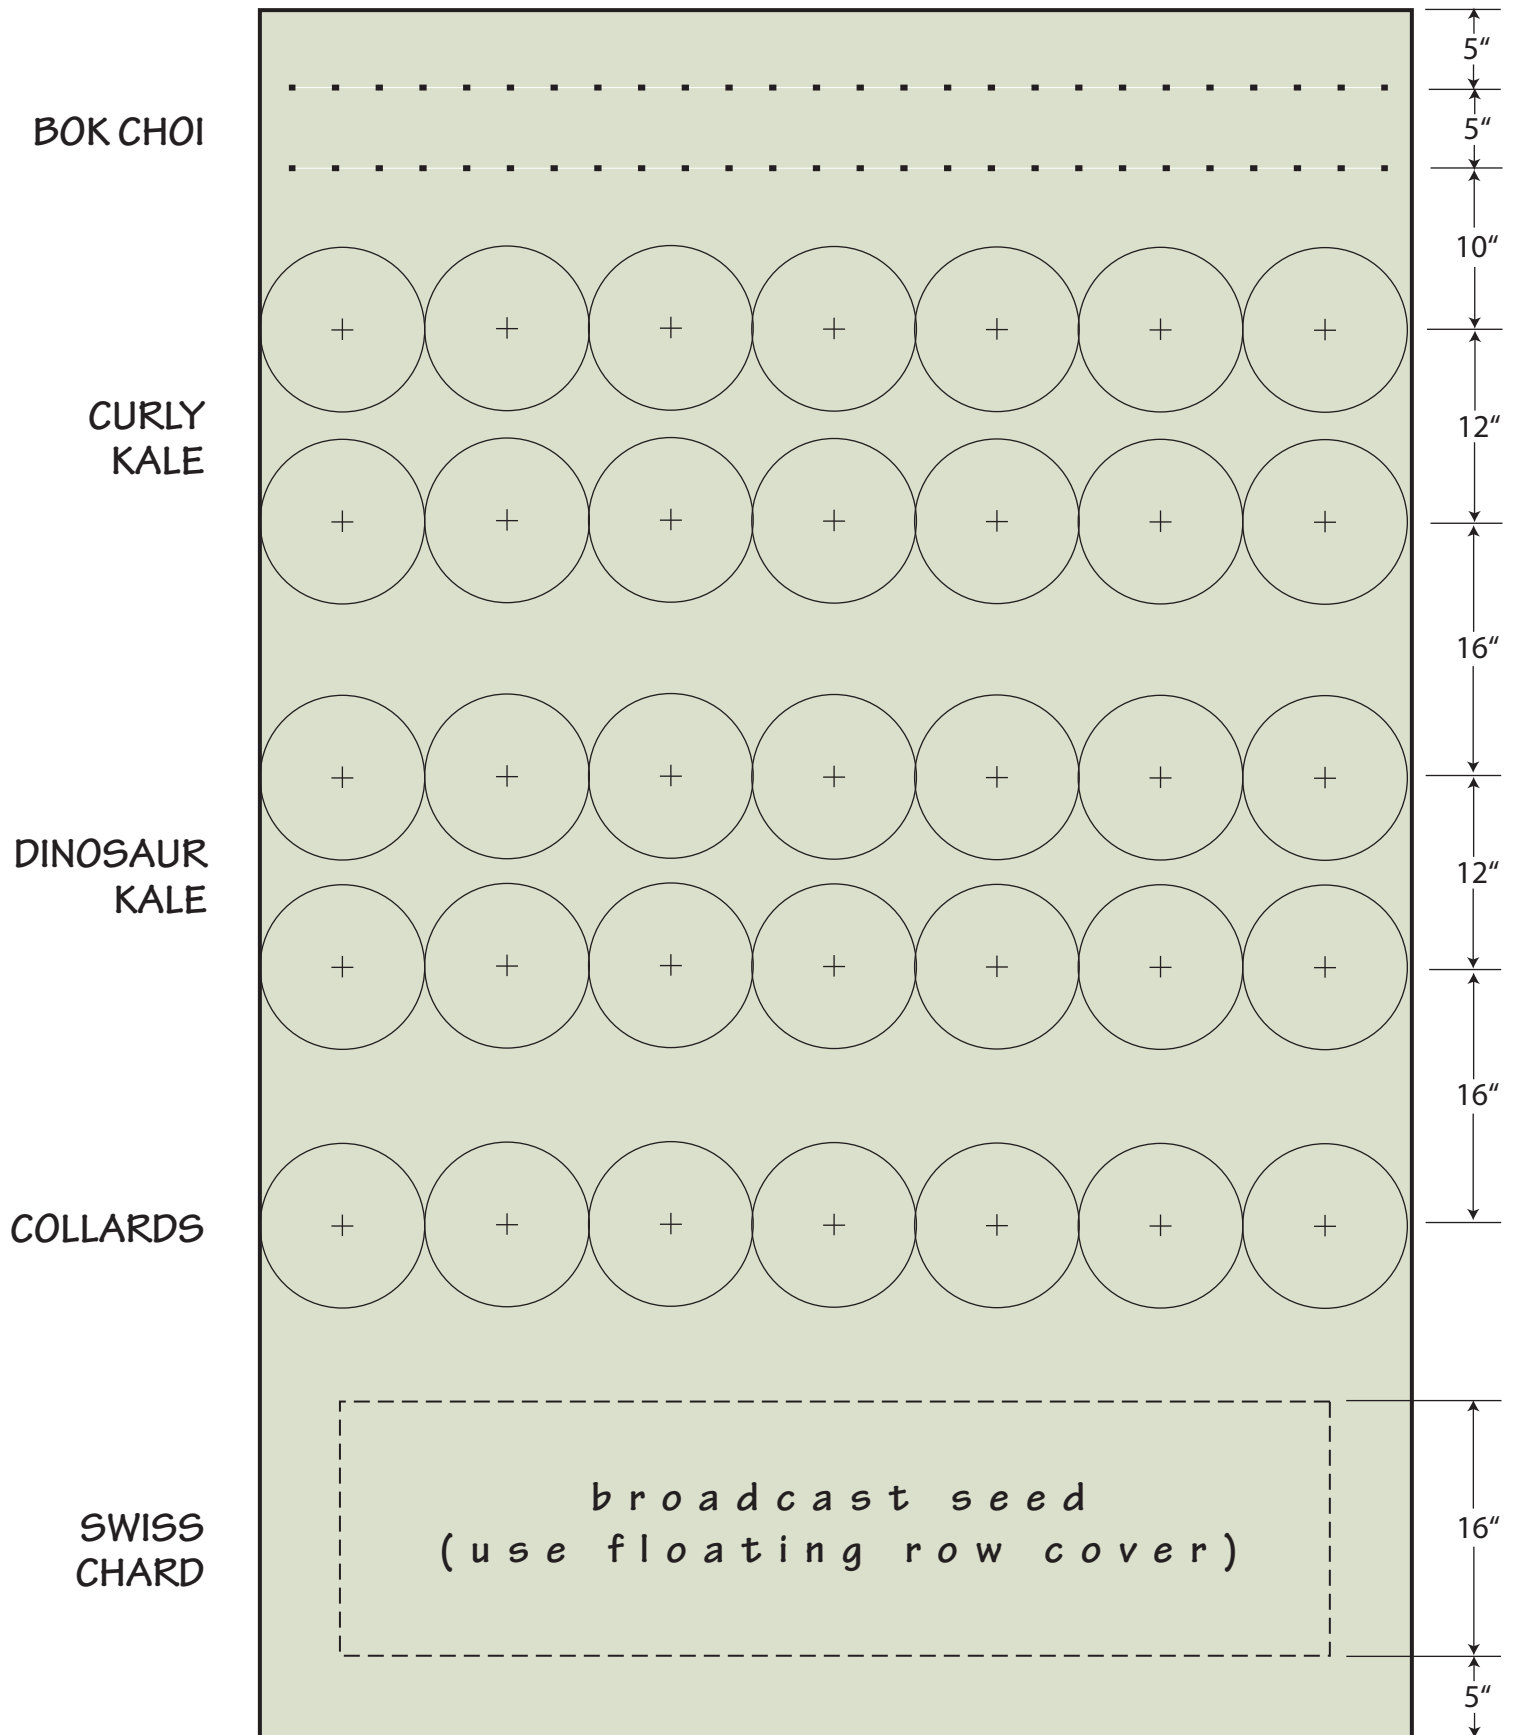 5“
BOK CHOI
5“
10“
CURLY
KALE
12“
16“
DINOSAUR
KALE
12“
16“
COLLARDS
broadcast seed
(use floating row cover)
SWISS
CHARD
16“
5“